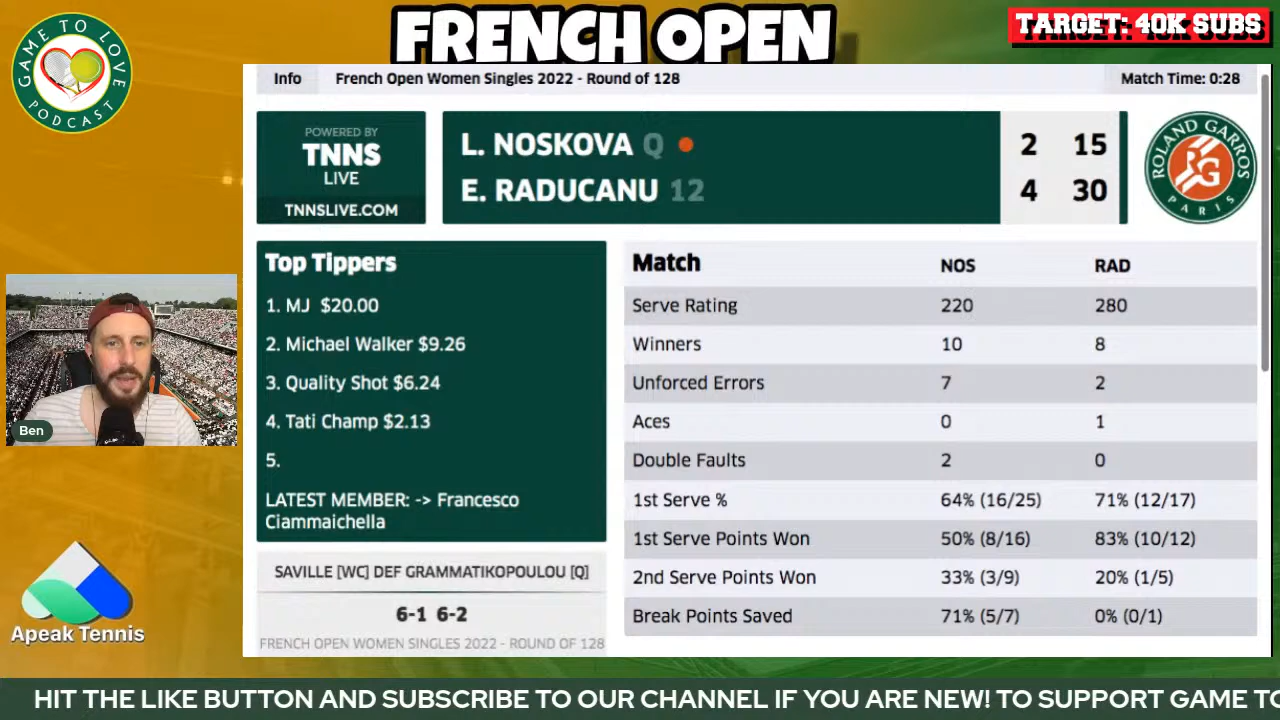 FRENCH OPEN
TARGET: 40K SUBS
GAME TO LOVE
PODCAST
Info French Open Women Singles 2022 - Round of 128 Match Time: 0:28
POWERED BY
TNNS
LIVE
TNNSLIVE.COM
L. NOSKOVA Q 2 15
E. RADUCANU 12 4 30
ROLAND GARROS
RG
PARIS
Top Tippers
1. MJ $20.00
2. Michael Walker $9.26
3. Quality Shot $6.24
4. Tati Champ $2.13
5.
LATEST MEMBER: -> Francesco
Ciammaichella
SAVILLE [WC] DEF GRAMMATIKOPOULOU [Q]
6-1 6-2
FRENCH OPEN WOMEN SINGLES 2022 - ROUND OF 128
Match NOS RAD
Serve Rating 220 280
Winners 10 8
Unforced Errors 7 2
Aces 0 1
Double Faults 2 0
1st Serve % 64% (16/25) 71% (12/17)
1st Serve Points Won 50% (8/16) 83% (10/12)
2nd Serve Points Won 33% (3/9) 20% (1/5)
Break Points Saved 71% (5/7) 0% (0/1)
Ben
Apeak Tennis
HIT THE LIKE BUTTON AND SUBSCRIBE TO OUR CHANNEL IF YOU ARE NEW! TO SUPPORT GAME TO